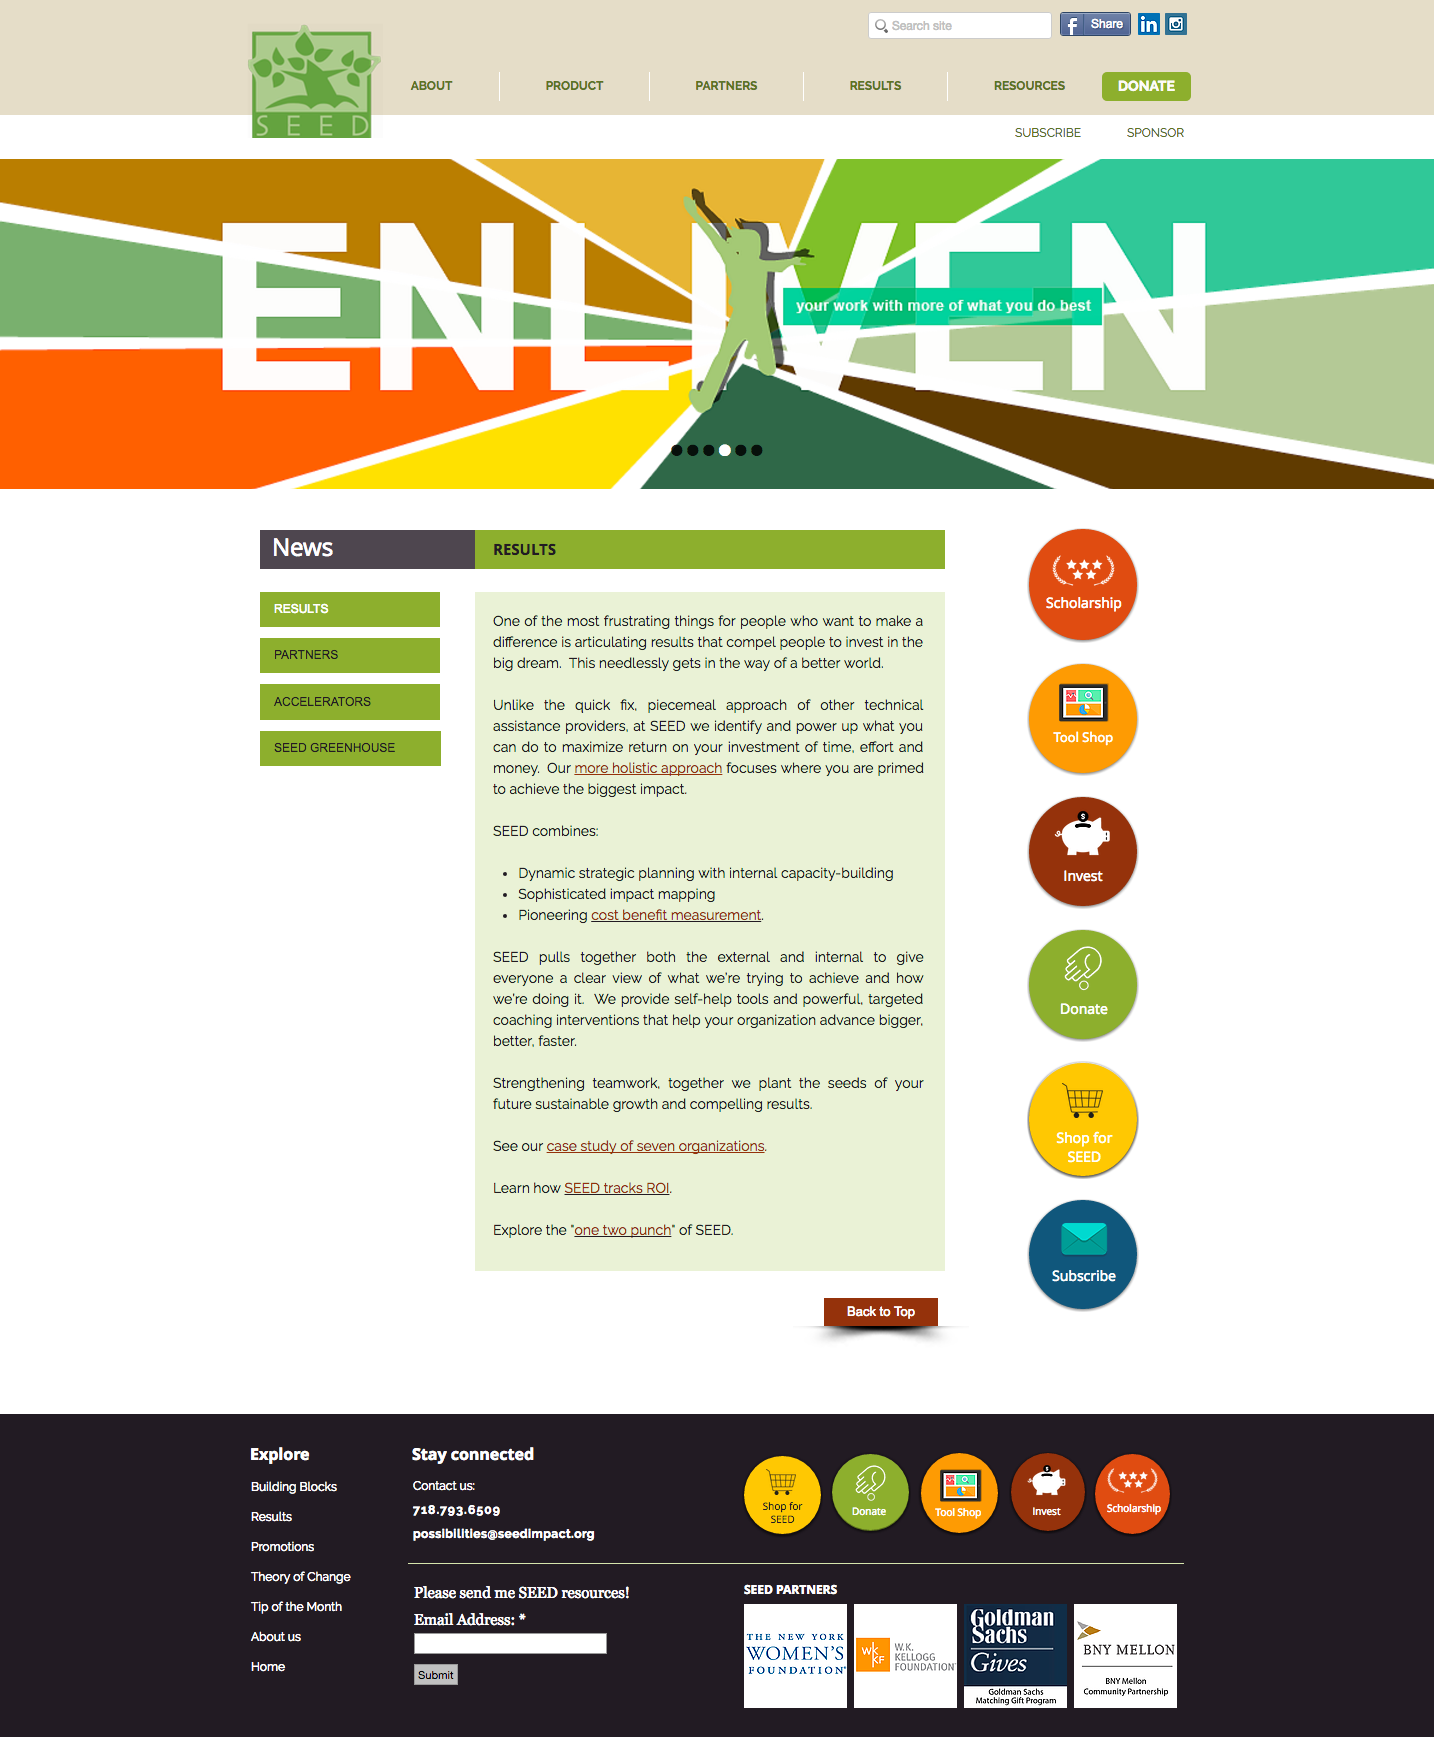 Search site
f Share
in
SEED
ABOUT
PRODUCT
PARTNERS
RESULTS
RESOURCES
DONATE
SUBSCRIBE
SPONSOR
ENLIVEN
your work with more of what you do best
News
RESULTS
RESULTS
PARTNERS
ACCELERATORS
SEED GREENHOUSE
One of the most frustrating things for people who want to make a
difference is articulating results that compel people to invest in the
big dream. This needlessly gets in the way of a better world.
Unlike the quick fix, piecemeal approach of other technical
assistance providers, at SEED we identify and power up what you
can do to maximize return on your investment of time, effort and
money. Our more holistic approach focuses where you are primed
to achieve the biggest impact.
SEED combines:
• Dynamic strategic planning with internal capacity-building
• Sophisticated impact mapping
• Pioneering cost benefit measurement.
SEED pulls together both the external and internal to give
everyone a clear view of what we're trying to achieve and how
we're doing it. We provide self-help tools and powerful, targeted
coaching interventions that help your organization advance bigger,
better, faster.
Strengthening teamwork, together we plant the seeds of your
future sustainable growth and compelling results.
See our case study of seven organizations.
Learn how SEED tracks ROI.
Explore the "one two punch" of SEED.
Back to Top
Scholarship
Tool Shop
$
Invest
Donate
Shop for
SEED
Subscribe
Explore
Building Blocks
Results
Promotions
Theory of Change
Tip of the Month
About us
Home
Stay connected
Contact us:
718.793.6509
possibilities@seedimpact.org
Shop for
SEED
Donate
Tool Shop
Invest
Scholarship
Please send me SEED resources!
Email Address: *
Submit
SEED PARTNERS
THE NEW YORK
WOMEN'S
FOUNDATION®
WK
KF
W.K.
KELLOGG
FOUNDATION
Goldman
Sachs
Gives
Goldman Sachs
Matching Gift Program
BNY MELLON
BNY Mellon
Community Partnership